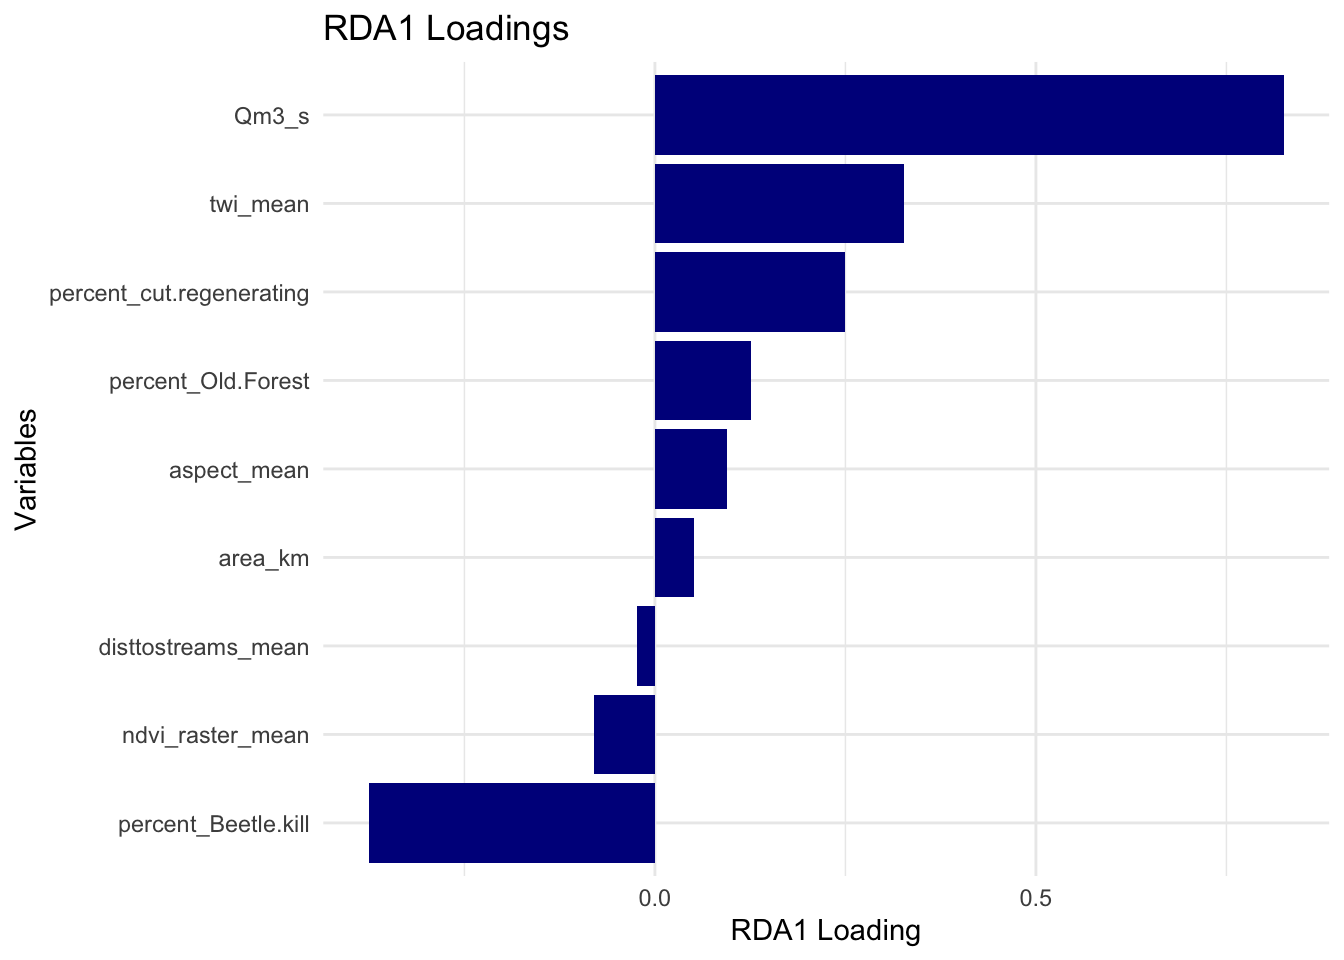 RDA1 Loadings
Qm3_s
twi_mean
percent_cut.regenerating
percent_Old.Forest
aspect_mean
area_km
disttostreams_mean
ndvi_raster_mean
percent_Beetle.kill
Variables
0.0 0.5
RDA1 Loading